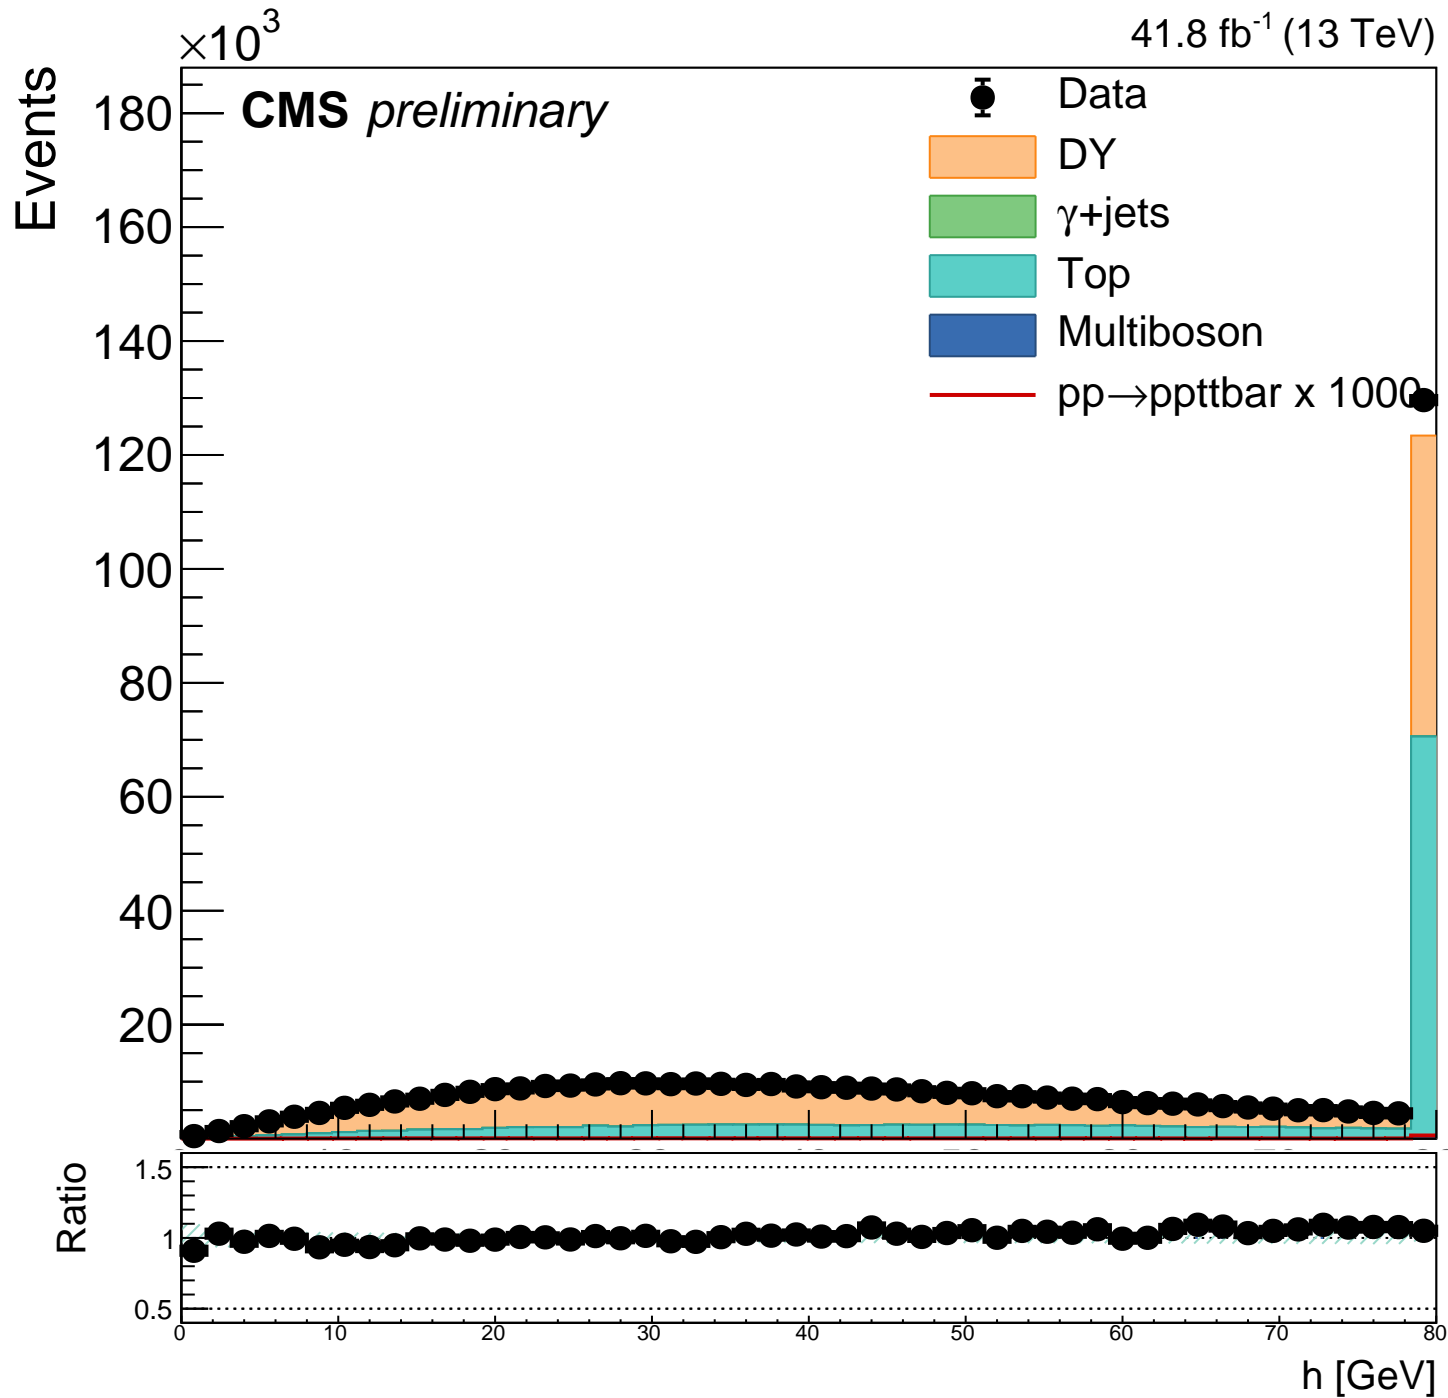 ×10³
41.8 fb⁻¹ (13 TeV)
CMS preliminary
Events
Data
DY
γ+jets
Top
Multiboson
pp→ppttbar x 1000
180
160
140
120
100
80
60
40
20
Ratio
1.5
1
0.5
0 10 20 30 40 50 60 70 80
h [GeV]